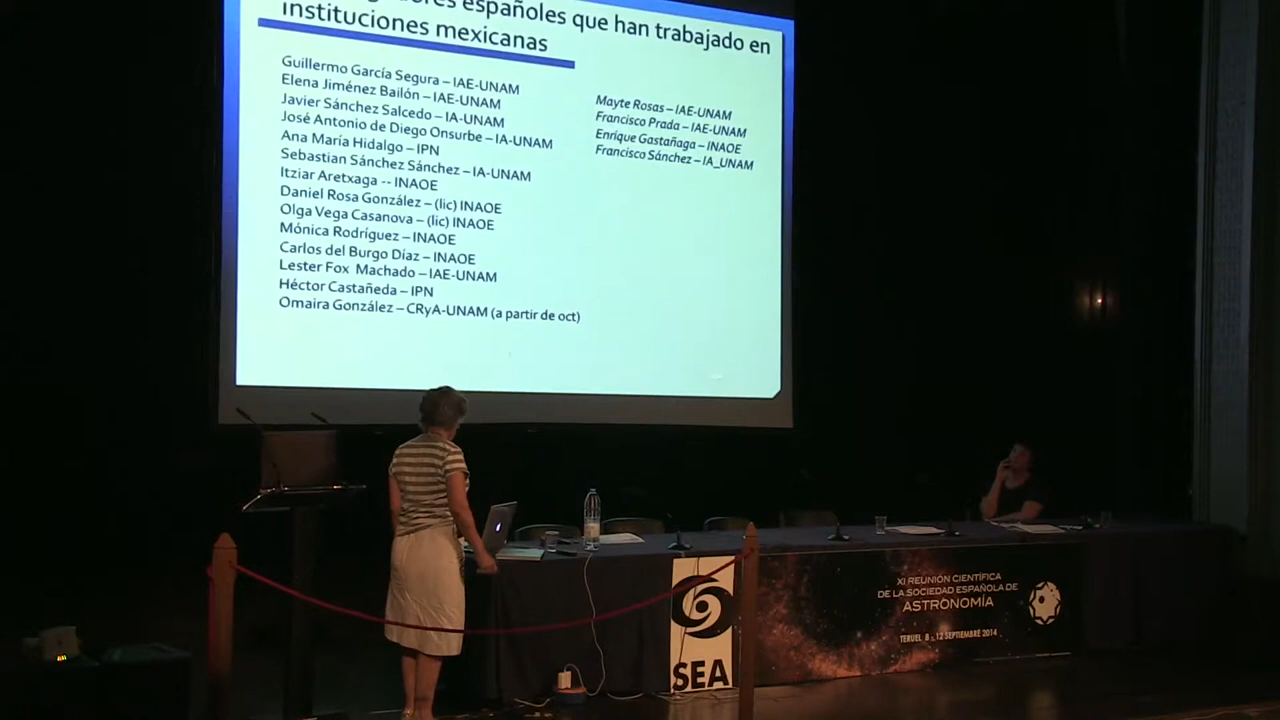 españoles que han trabajado en
instituciones mexicanas
Guillermo García Segura – IAE-UNAM
Elena Jiménez Bailón – IAE-UNAM
Javier Sánchez Salcedo – IA-UNAM
José Antonio de Diego Onsurbe – IA-UNAM
Ana María Hidalgo – IPN
Sebastian Sánchez Sánchez – IA-UNAM
Itziar Aretxaga -- INAOE
Daniel Rosa González – (lic) INAOE
Olga Vega Casanova – (lic) INAOE
Mónica Rodríguez – INAOE
Carlos del Burgo Díaz – INAOE
Lester Fox Machado – IAE-UNAM
Héctor Castañeda – IPN
Omaira González – CRyA-UNAM (a partir de oct)
Mayte Rosas – IAE-UNAM
Francisco Prada – IAE-UNAM
Enrique Gastañaga – INAOE
Francisco Sánchez – IA_UNAM
SEA
XI REUNIÓN CIENTÍFICA
DE LA SOCIEDAD ESPAÑOLA DE
ASTRONOMÍA
TERUEL 8 - 12 SEPTIEMBRE 2014